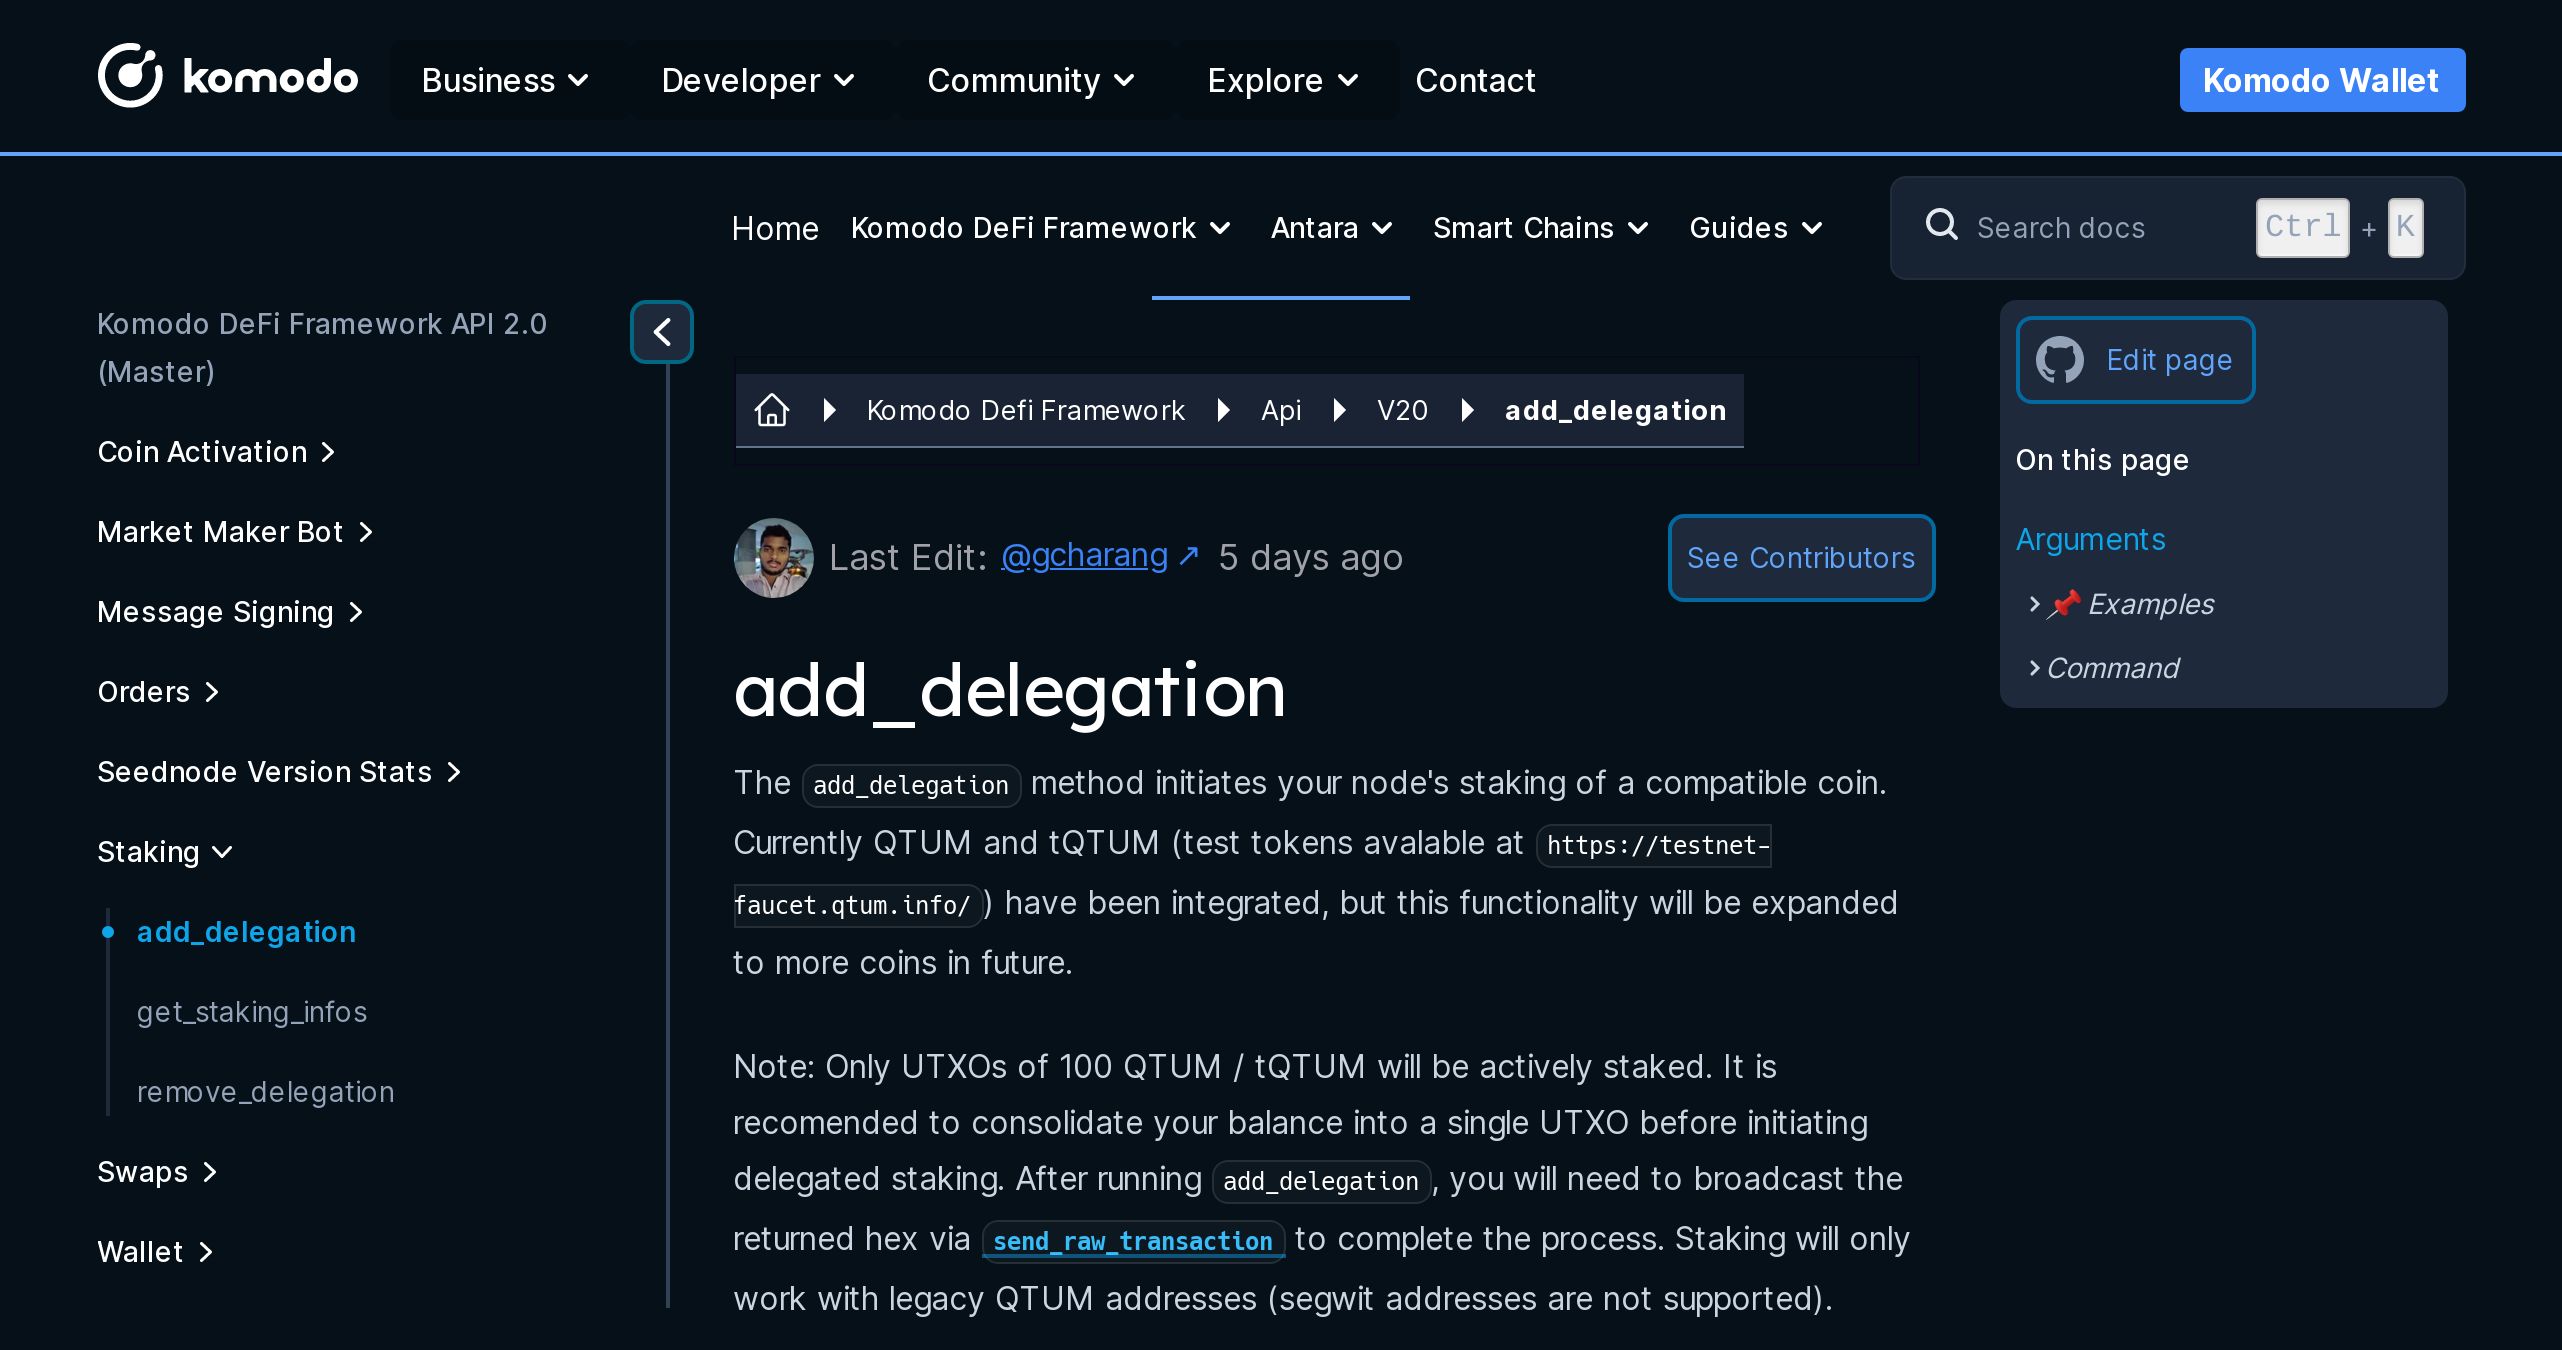 komodo
Business
Developer
Community
Explore
Contact
Komodo Wallet
Home
Komodo DeFi Framework
Antara
Smart Chains
Guides
Search docs
Ctrl + K
Komodo DeFi Framework API 2.0
(Master)
Coin Activation
Market Maker Bot
Message Signing
Orders
Seednode Version Stats
Staking
add_delegation
get_staking_infos
remove_delegation
Swaps
Wallet
Komodo Defi Framework
Api
V20
add_delegation
Last Edit: @gcharang ↗ 5 days ago
See Contributors
add_delegation
The add_delegation method initiates your node's staking of a compatible coin.
Currently QTUM and tQTUM (test tokens avalable at https://testnet-
faucet.qtum.info/) have been integrated, but this functionality will be expanded
to more coins in future.
Note: Only UTXOs of 100 QTUM / tQTUM will be actively staked. It is
recomended to consolidate your balance into a single UTXO before initiating
delegated staking. After running add_delegation, you will need to broadcast the
returned hex via send_raw_transaction to complete the process. Staking will only
work with legacy QTUM addresses (segwit addresses are not supported).
Edit page
On this page
Arguments
📌 Examples
Command